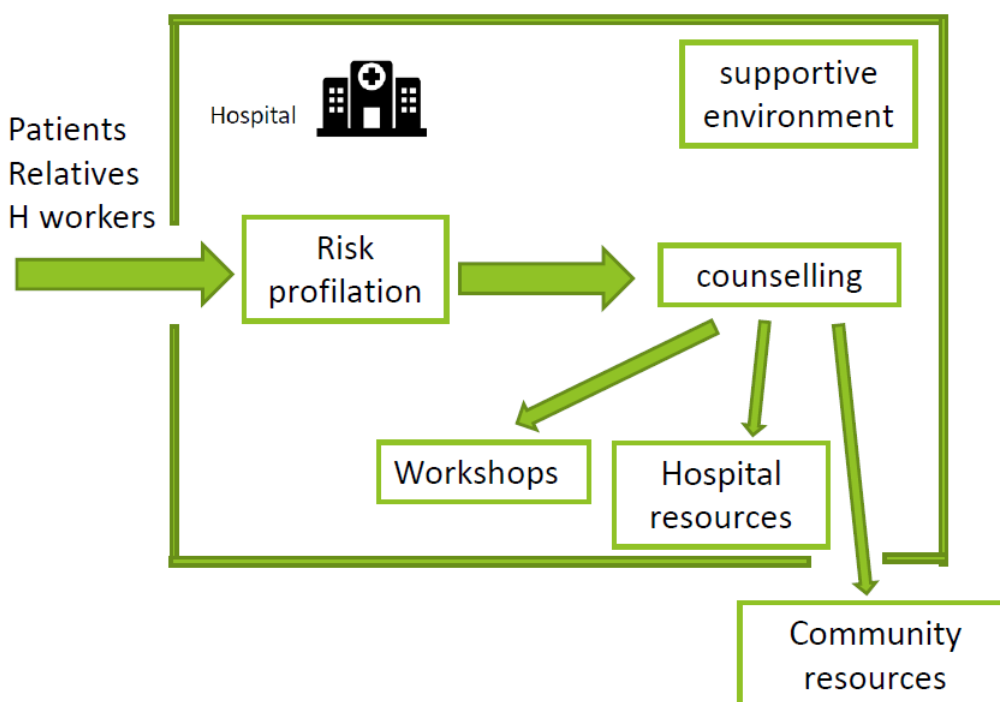 Hospital
supportive
environment
Patients
Relatives
H workers
Risk
profilation
counselling
Workshops
Hospital
resources
Community
resources